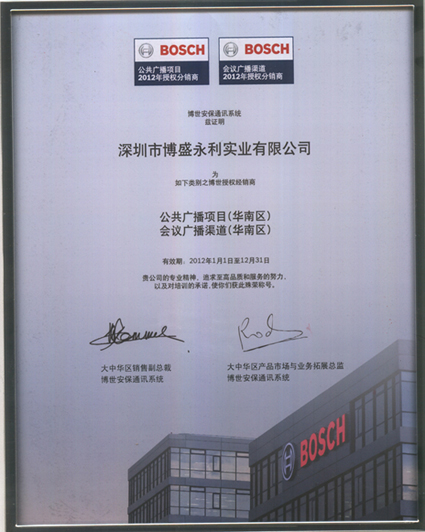 BOSCH
公共广播项目
2012年授权分销商
BOSCH
会议广播渠道
2012年授权分销商
博世安保通讯系统
兹证明
深圳市博盛永利实业有限公司
为
如下类别之博世授权经销商
公共广播项目(华南区)
会议广播渠道(华南区)
有效期：2012年1月1日至12月31日
贵公司的专业精神、追求至高品质和服务的努力,
以及对培训的承诺,使你们获此殊荣称号。
大中华区销售副总裁
博世安保通讯系统
大中华区产品市场与业务拓展总监
博世安保通讯系统
BOSCH